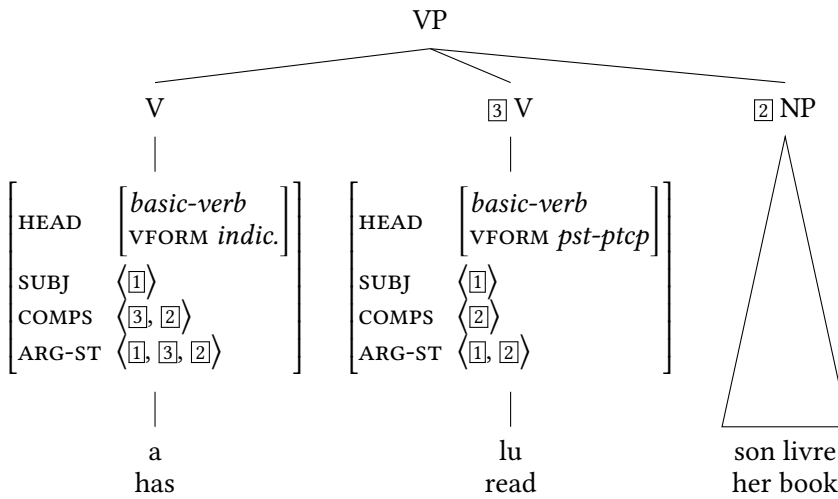 VP
V 3 V 2 NP
HEAD [basic-verb VFORM indic.] HEAD [basic-verb VFORM pst-ptcp]
SUBJ ⟨1⟩ SUBJ ⟨1⟩
COMPS ⟨3, 2⟩ COMPS ⟨2⟩
ARG-ST ⟨1, 3, 2⟩ ARG-ST ⟨1, 2⟩
a lu son livre
has read her book